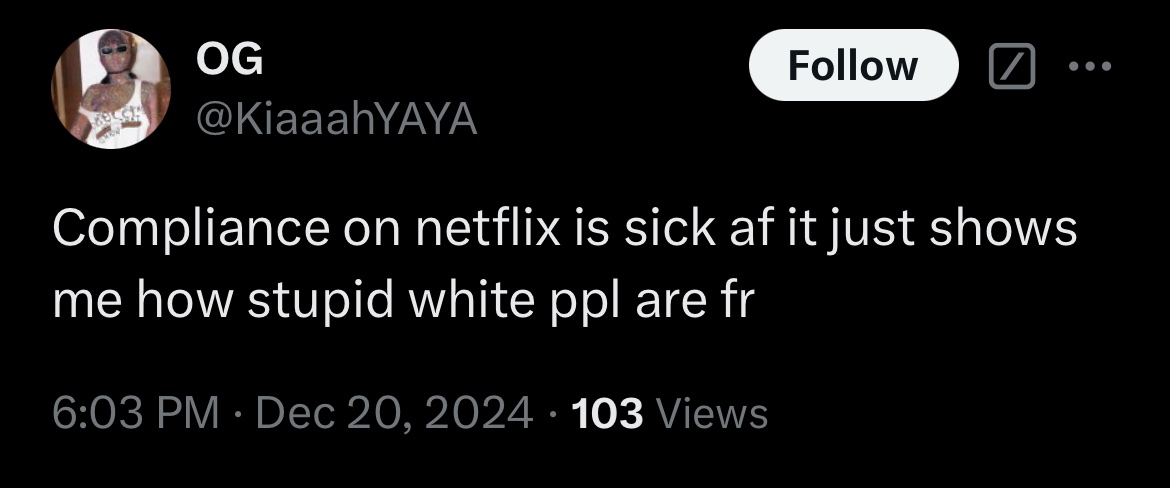 OG
Follow
@KiaaahYAYA
Compliance on netflix is sick af it just shows
me how stupid white ppl are fr
6:03 PM · Dec 20, 2024 · 103 Views